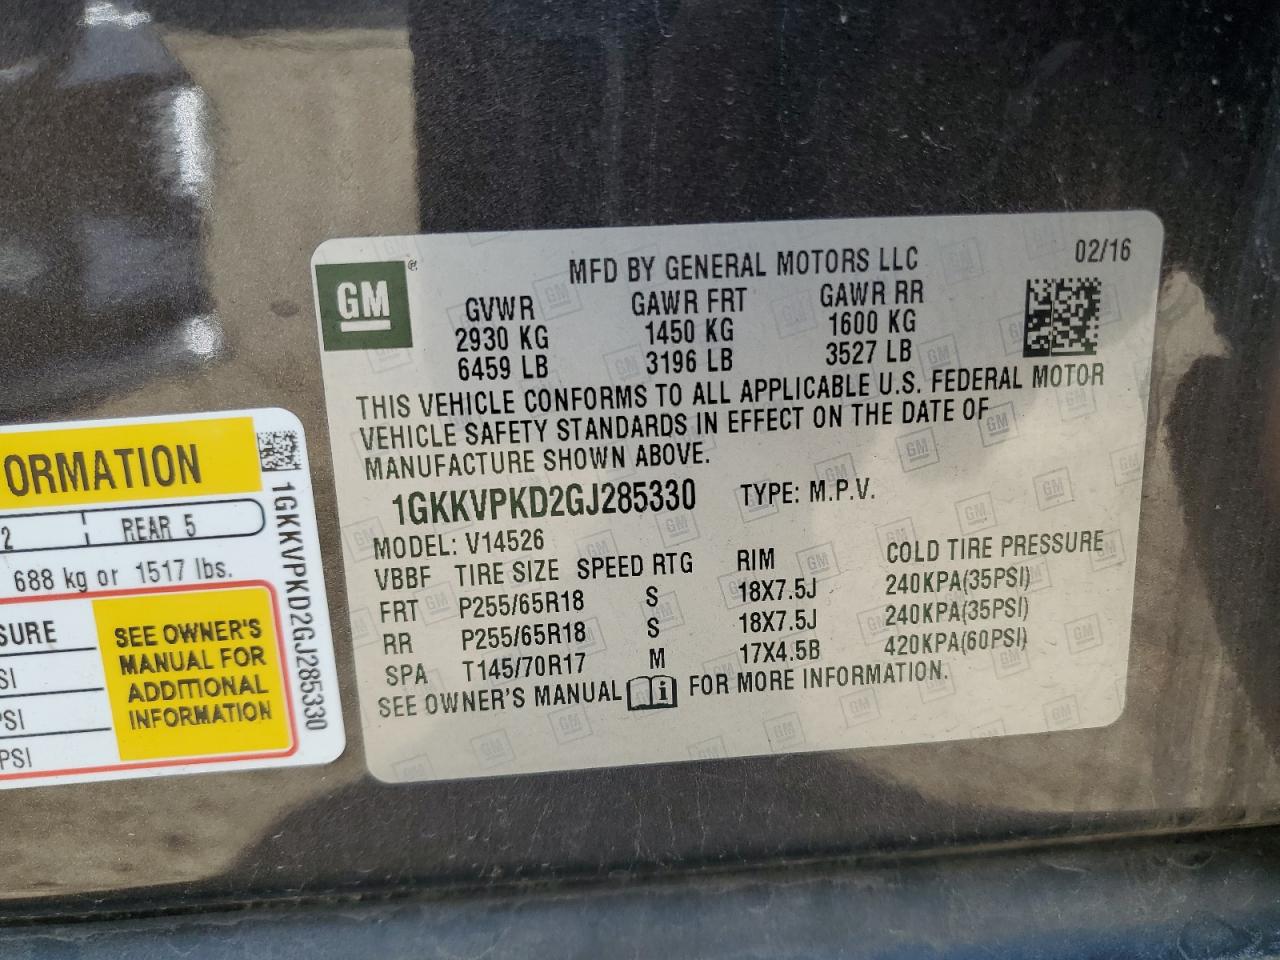 GM
®
MFD BY GENERAL MOTORS LLC
02/16
GVWR GAWR FRT GAWR RR
2930 KG 1450 KG 1600 KG
6459 LB 3196 LB 3527 LB
THIS VEHICLE CONFORMS TO ALL APPLICABLE U.S. FEDERAL MOTOR
VEHICLE SAFETY STANDARDS IN EFFECT ON THE DATE OF
MANUFACTURE SHOWN ABOVE.
1GKKVPKD2GJ285330 TYPE: M.P.V.
MODEL: V14526
VBBF TIRE SIZE SPEED RTG RIM COLD TIRE PRESSURE
FRT P255/65R18 S 18X7.5J 240KPA(35PSI)
RR P255/65R18 S 18X7.5J 240KPA(35PSI)
SPA T145/70R17 M 17X4.5B 420KPA(60PSI)
SEE OWNER'S MANUAL i FOR MORE INFORMATION.
ORMATION
2 REAR 5
688 kg or 1517 lbs.
SURE
SI
PSI
PSI
SEE OWNER'S
MANUAL FOR
ADDITIONAL
INFORMATION
1GKKVPKD2GJ285330